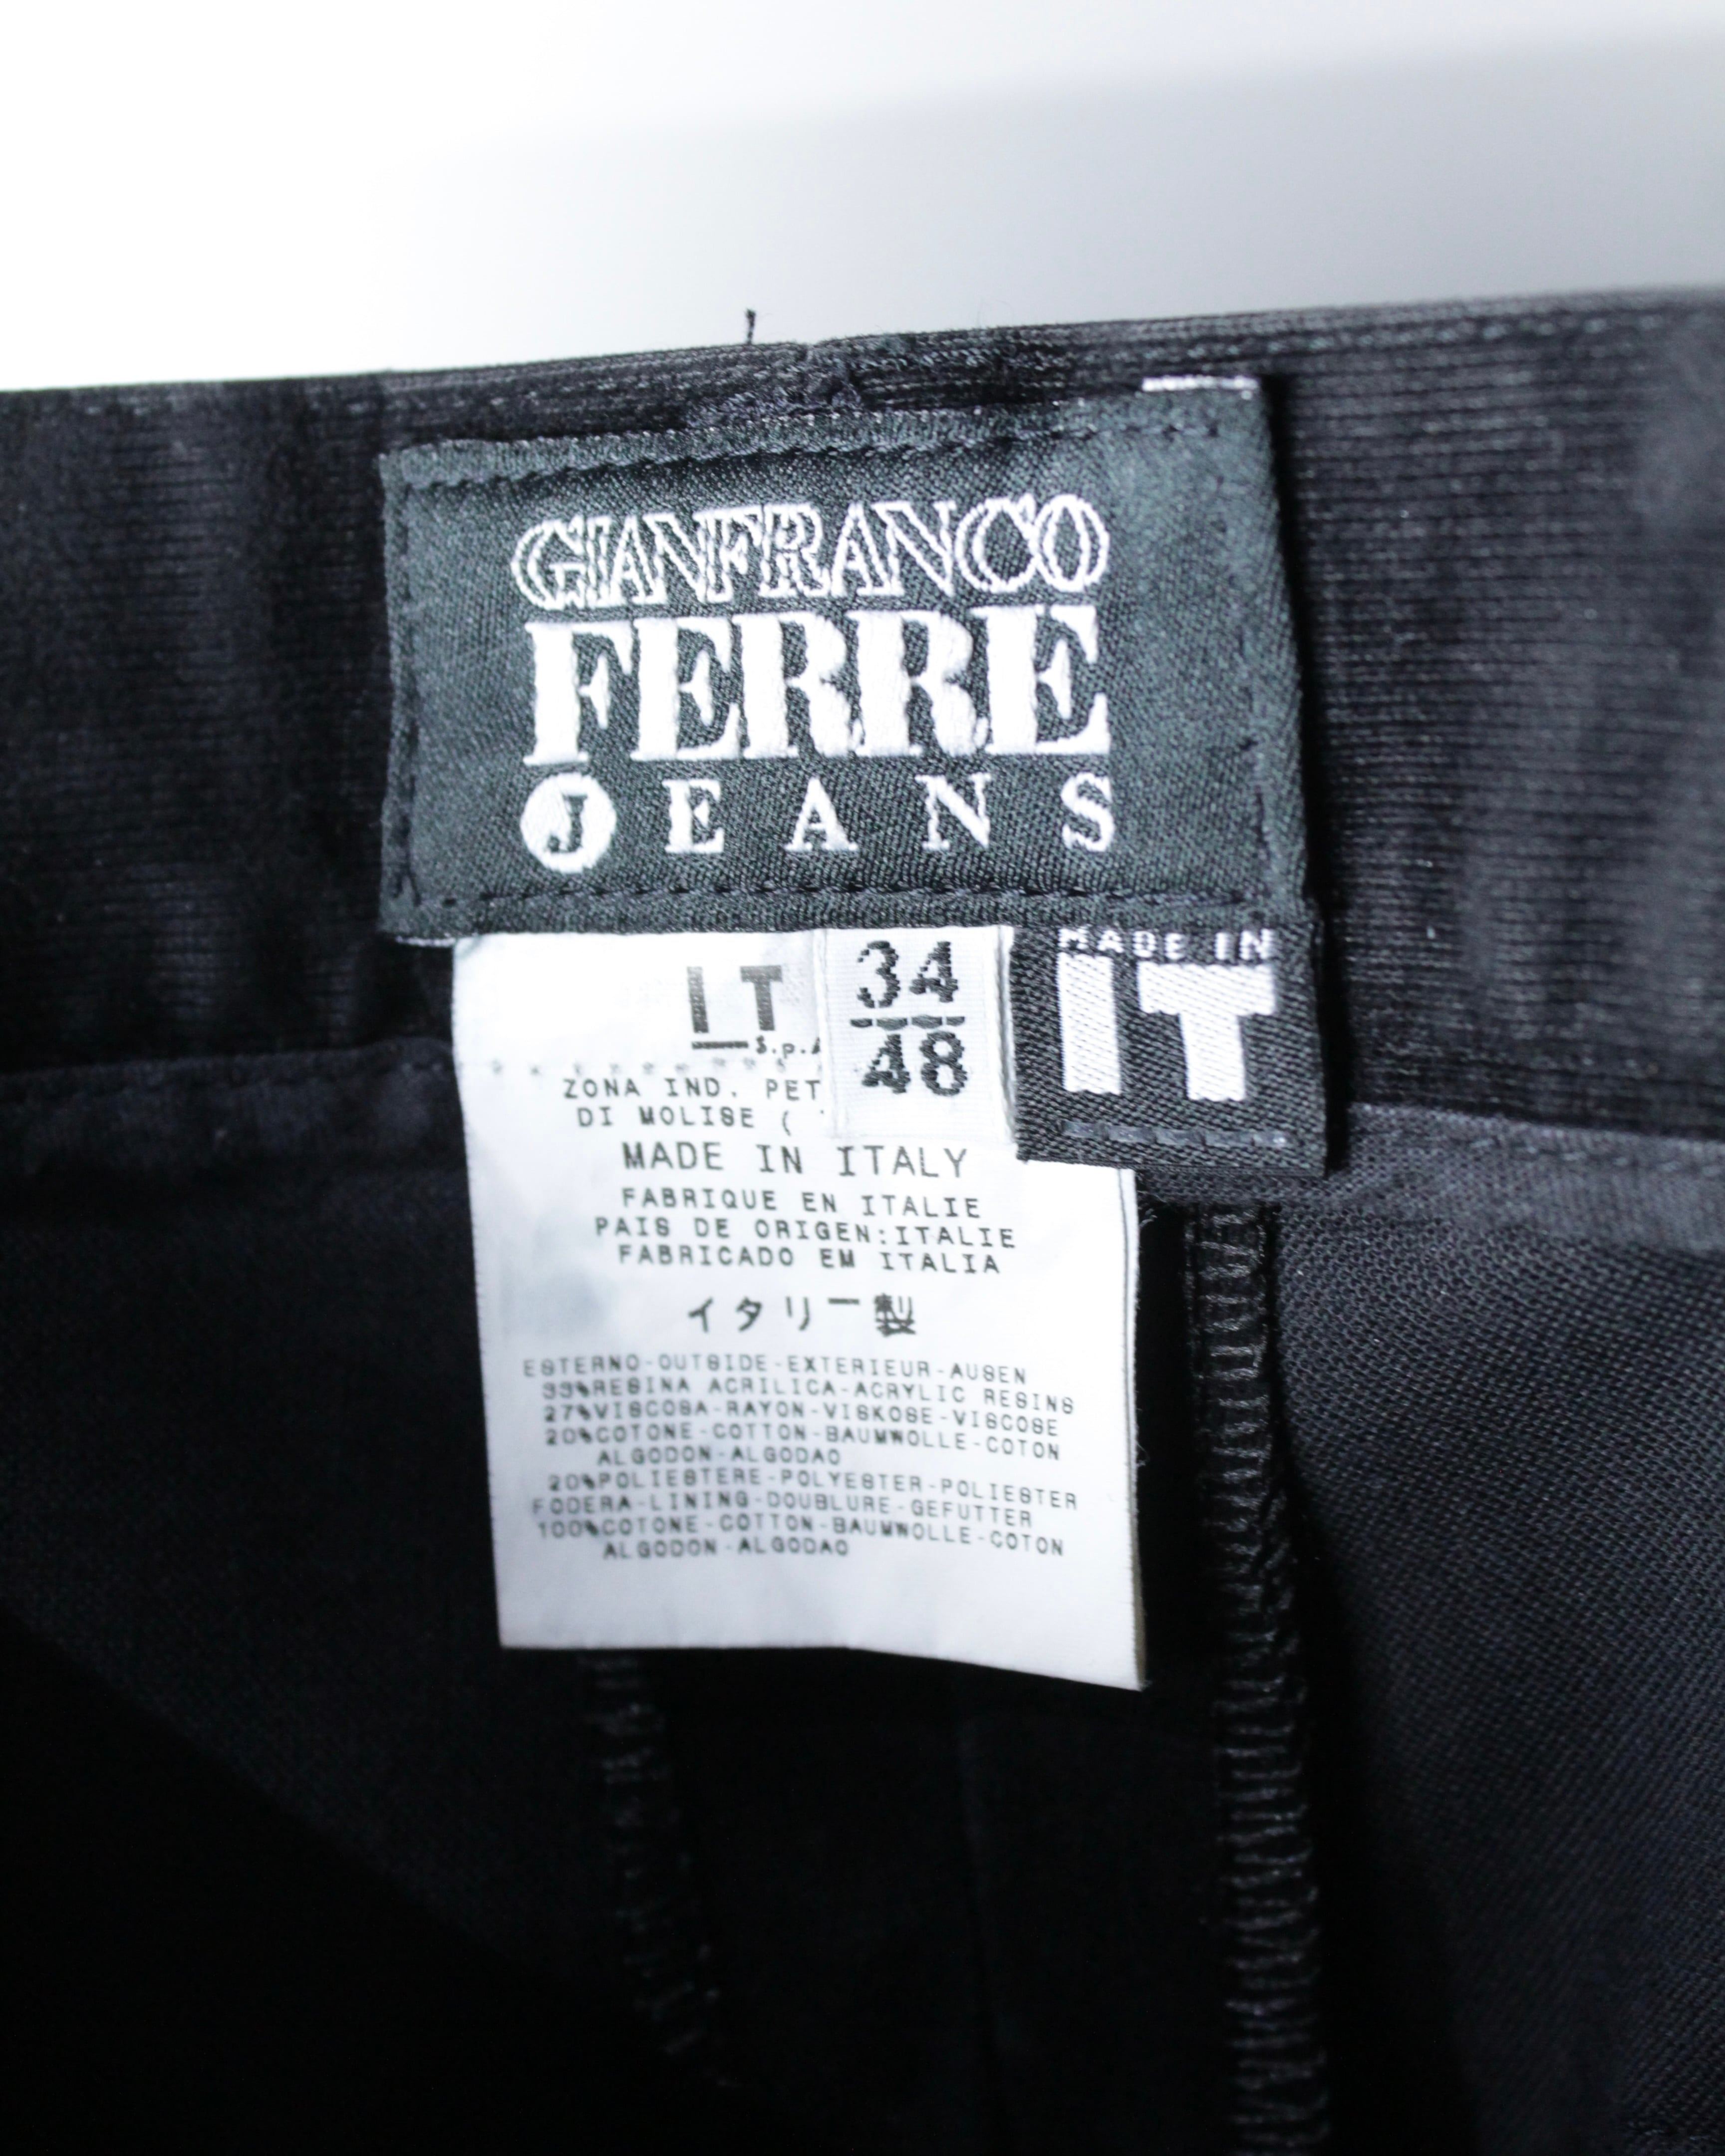 GIANFRANCO
FERRE
JEANS
IT
S.p.A
34
48
MADE IN
IT
ZONA IND. PET
DI MOLISE (
MADE IN ITALY
FABRIQUE EN ITALIE
PAIS DE ORIGEN:ITALIE
FABRICADO EM ITALIA
イタリー製
ESTERNO-OUTSIDE-EXTERIEUR-AUSEN
33%RESINA ACRILICA-ACRYLIC RESINS
27%VISCOSA-RAYON-VISKOSE-VISCOSE
20%COTONE-COTTON-BAUMWOLLE-COTON
ALGODON-ALGODAO
20%POLIESTERE-POLYESTER-POLIESTER
FODERA-LINING-DOUBLURE-GEFUTTER
100%COTONE-COTTON-BAUMWOLLE-COTON
ALGODON-ALGODAO